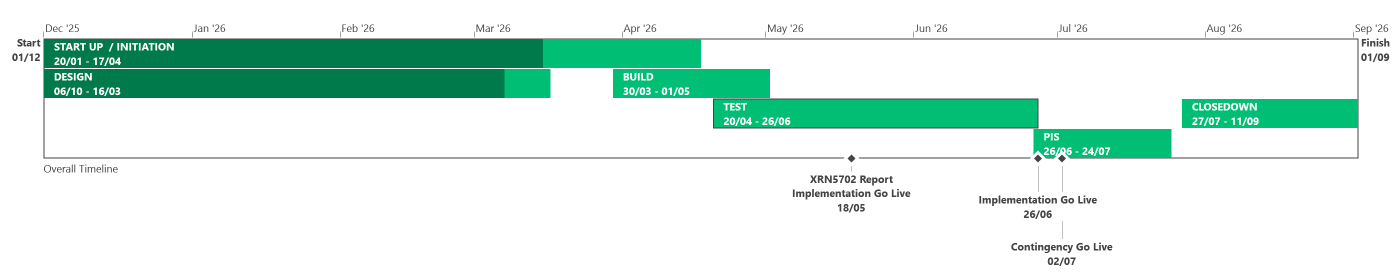 Dec '25 Jan '26 Feb '26 Mar '26 Apr '26 May '26 Jun '26 Jul '26 Aug '26 Sep '26
Start
01/12
Finish
01/09
START UP / INITIATION
20/01 - 17/04
DESIGN
06/10 - 16/03
BUILD
30/03 - 01/05
TEST
20/04 - 26/06
CLOSEDOWN
27/07 - 11/09
PIS
26/06 - 24/07
Overall Timeline
XRN5702 Report
Implementation Go Live
18/05
Implementation Go Live
26/06
Contingency Go Live
02/07